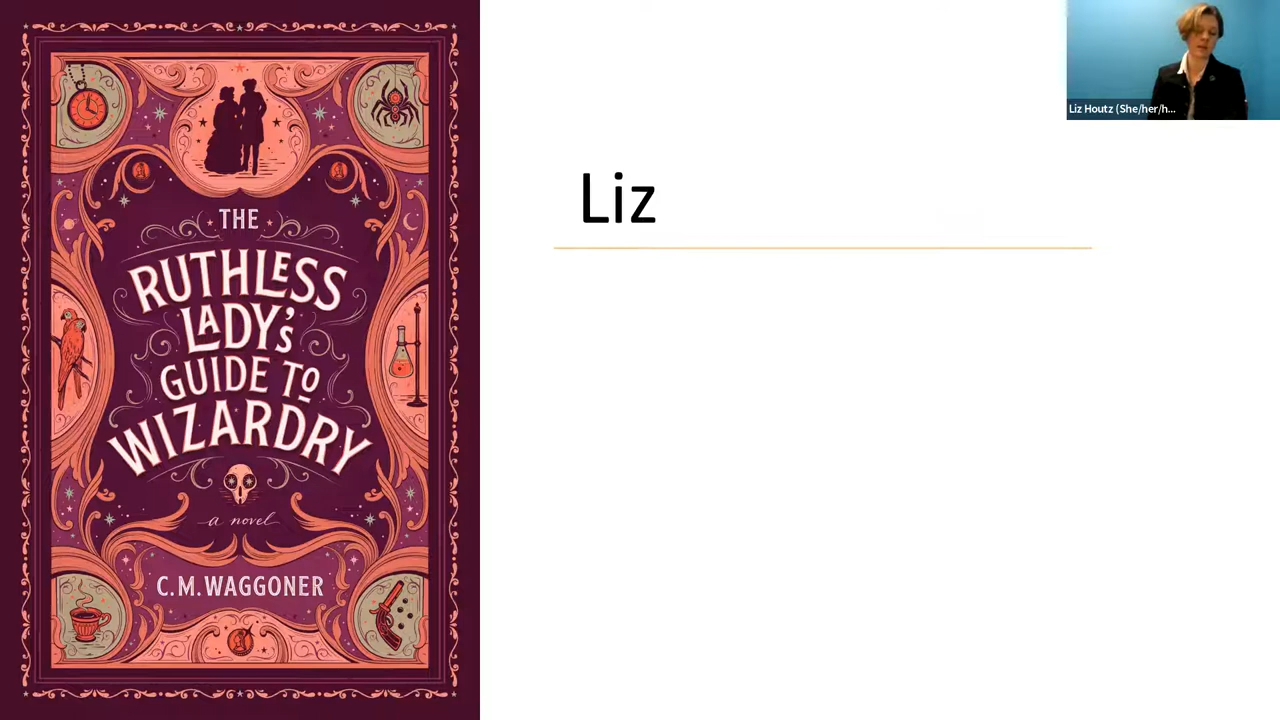 THE
RUTHLESS
LADY'S
GUIDE TO
WIZARDRY
a novel
C.M.WAGGONER
Liz
Liz Houtz (She/her/h...